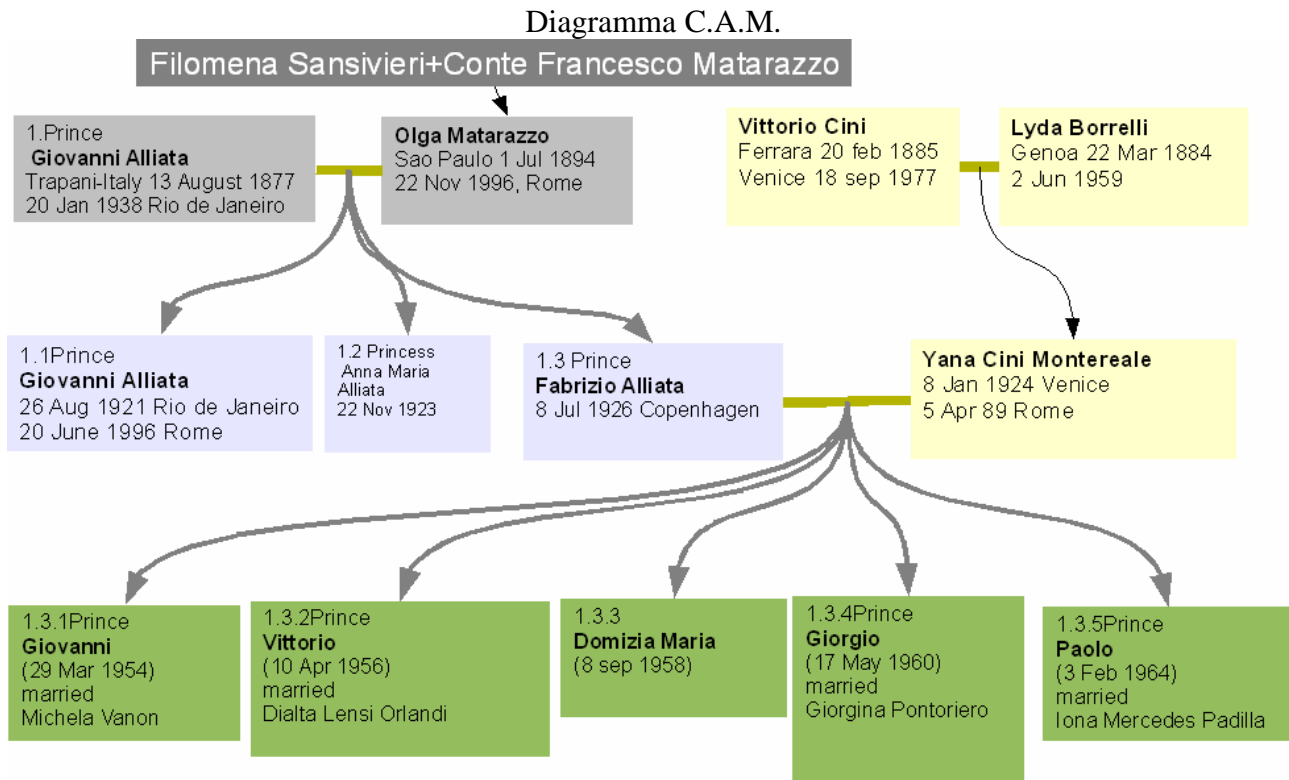 Diagramma C.A.M.
Filomena Sansivieri+Conte Francesco Matarazzo
1.Prince
Giovanni Alliata
Trapani-Italy 13 August 1877
20 Jan 1938 Rio de Janeiro
Olga Matarazzo
Sao Paulo 1 Jul 1894
22 Nov 1996, Rome
Vittorio Cini
Ferrara 20 feb 1885
Venice 18 sep 1977
Lyda Borrelli
Genoa 22 Mar 1884
2 Jun 1959
1.1Prince
Giovanni Alliata
26 Aug 1921 Rio de Janeiro
20 June 1996 Rome
1.2 Princess
Anna Maria
Alliata
22 Nov 1923
1.3 Prince
Fabrizio Alliata
8 Jul 1926 Copenhagen
Yana Cini Montereale
8 Jan 1924 Venice
5 Apr 89 Rome
1.3.1Prince
Giovanni
(29 Mar 1954)
married
Michela Vanon
1.3.2Prince
Vittorio
(10 Apr 1956)
married
Dialta Lensi Orlandi
1.3.3
Domizia Maria
(8 sep 1958)
1.3.4Prince
Giorgio
(17 May 1960)
married
Giorgina Pontoriero
1.3.5Prince
Paolo
(3 Feb 1964)
married
Iona Mercedes Padilla